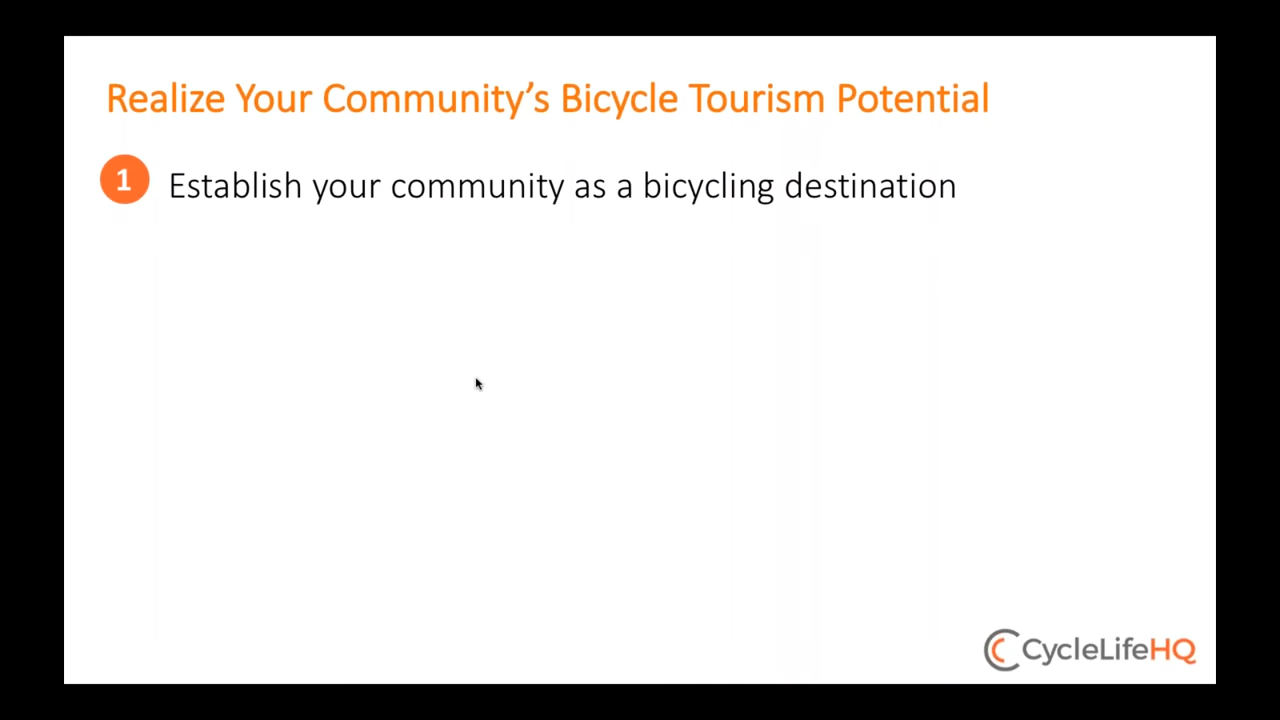 Realize Your Community’s Bicycle Tourism Potential
1 Establish your community as a bicycling destination
CycleLifeHQ